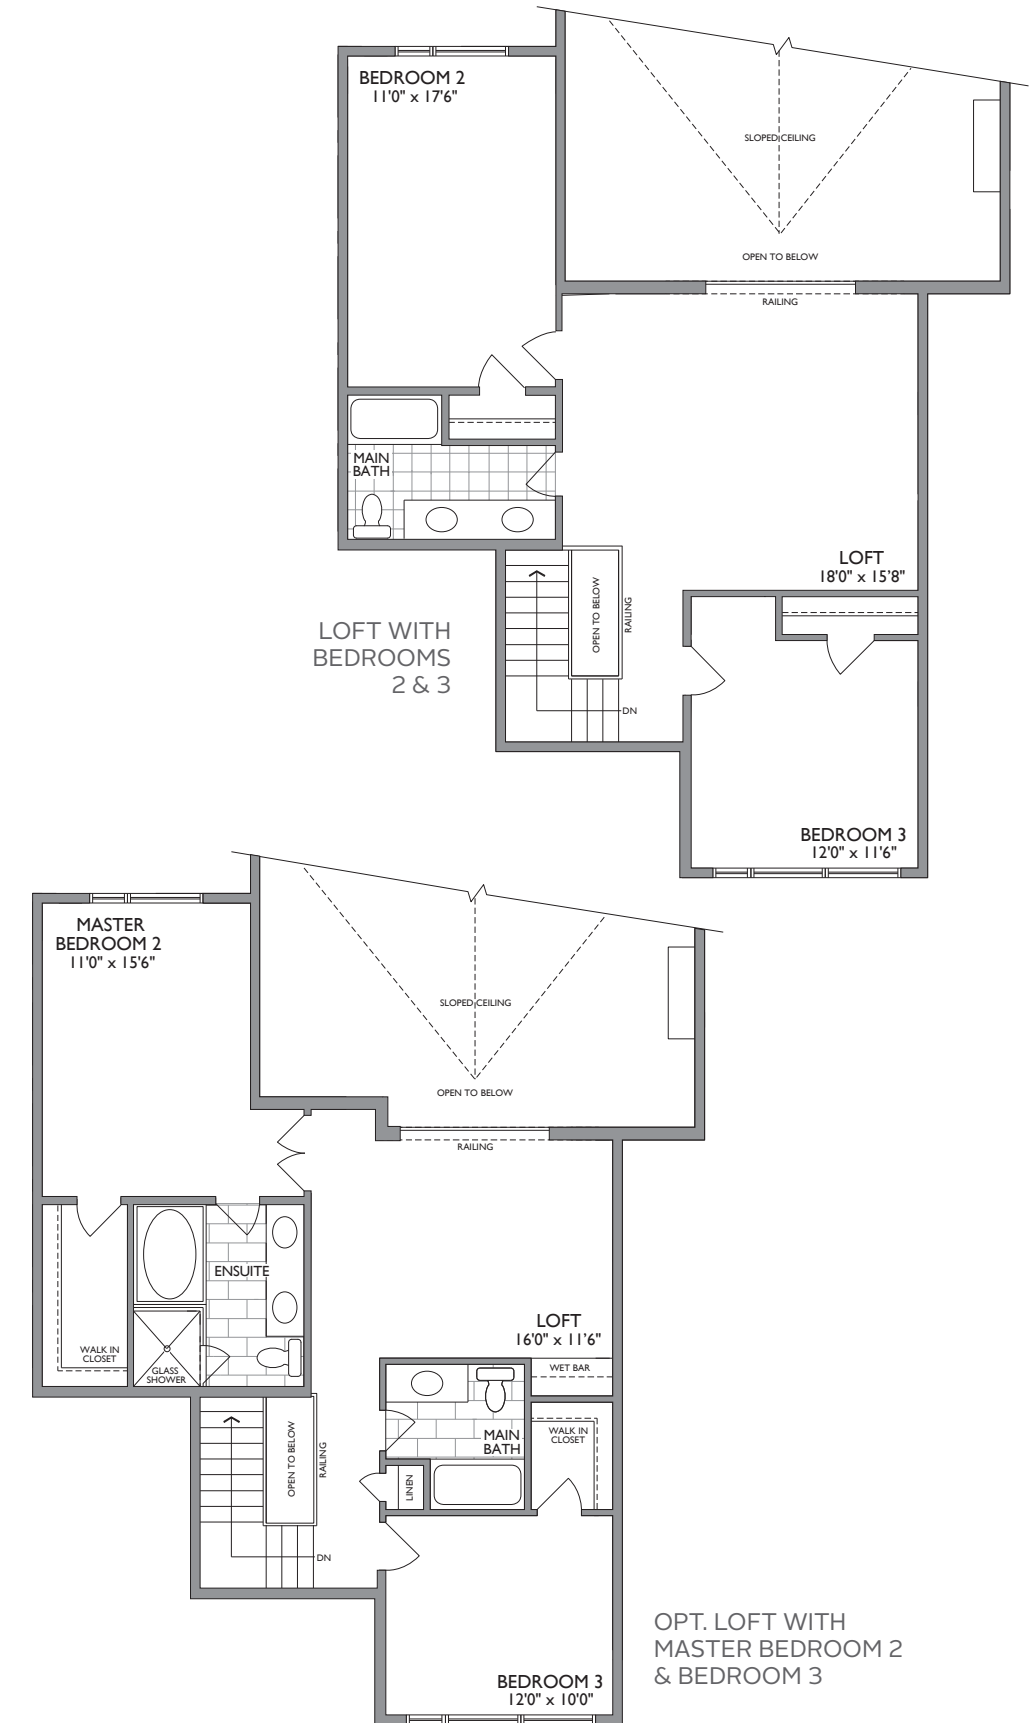 BEDROOM 2
11'0" x 17'6"
SLOPED CEILING
OPEN TO BELOW
RAILING
MAIN
BATH
LOFT
18'0" x 15'8"
OPEN TO BELOW
RAILING
DN
LOFT WITH
BEDROOMS
2 & 3
BEDROOM 3
12'0" x 11'6"
MASTER
BEDROOM 2
11'0" x 15'6"
SLOPED CEILING
OPEN TO BELOW
RAILING
ENSUITE
WALK IN
CLOSET
GLASS
SHOWER
LOFT
16'0" x 11'6"
WET BAR
MAIN
BATH
WALK IN
CLOSET
LINEN
OPEN TO BELOW
RAILING
DN
BEDROOM 3
12'0" x 10'0"
OPT. LOFT WITH
MASTER BEDROOM 2
& BEDROOM 3